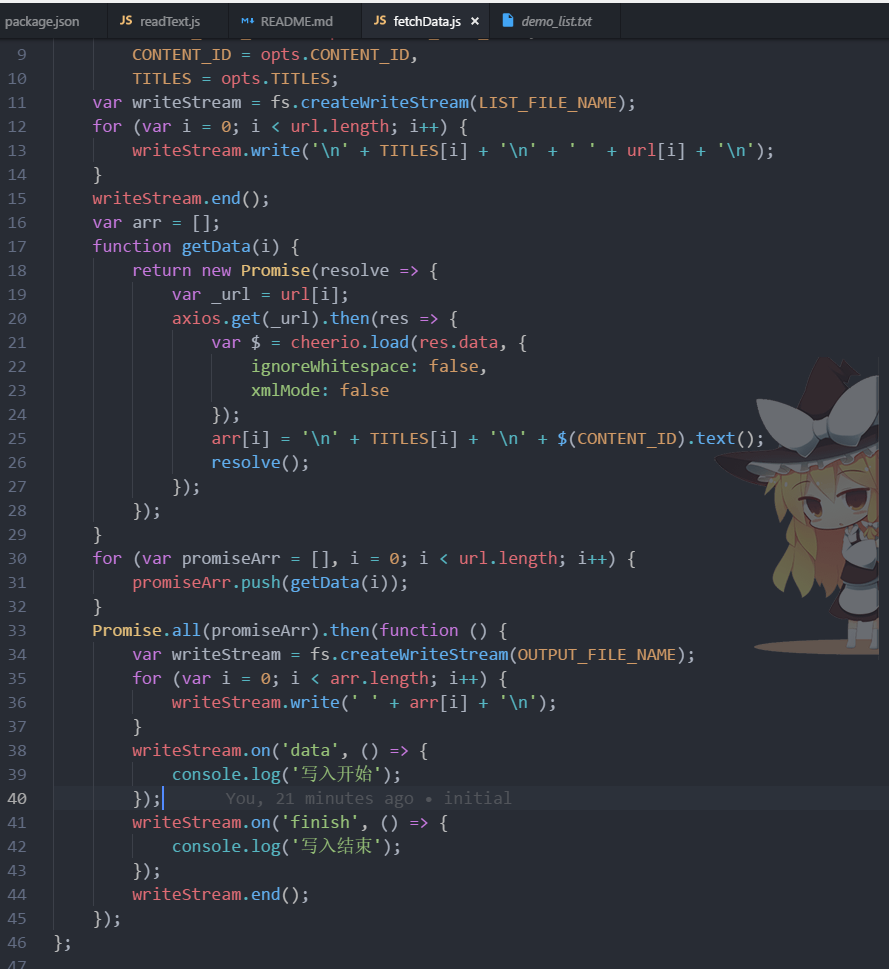 package.json JS readText.js M↓ README.md JS fetchData.js × demo_list.txt
9 CONTENT_ID = opts.CONTENT_ID,
10 TITLES = opts.TITLES;
11 var writeStream = fs.createWriteStream(LIST_FILE_NAME);
12 for (var i = 0; i < url.length; i++) {
13 writeStream.write('\n' + TITLES[i] + '\n' + ' ' + url[i] + '\n');
14 }
15 writeStream.end();
16 var arr = [];
17 function getData(i) {
18 return new Promise(resolve => {
19 var _url = url[i];
20 axios.get(_url).then(res => {
21 var $ = cheerio.load(res.data, {
22 ignoreWhitespace: false,
23 xmlMode: false
24 });
25 arr[i] = '\n' + TITLES[i] + '\n' + $(CONTENT_ID).text();
26 resolve();
27 });
28 });
29 }
30 for (var promiseArr = [], i = 0; i < url.length; i++) {
31 promiseArr.push(getData(i));
32 }
33 Promise.all(promiseArr).then(function () {
34 var writeStream = fs.createWriteStream(OUTPUT_FILE_NAME);
35 for (var i = 0; i < arr.length; i++) {
36 writeStream.write(' ' + arr[i] + '\n');
37 }
38 writeStream.on('data', () => {
39 console.log('写入开始');
40 }); You, 21 minutes ago • initial
41 writeStream.on('finish', () => {
42 console.log('写入结束');
43 });
44 writeStream.end();
45 });
46 };
47